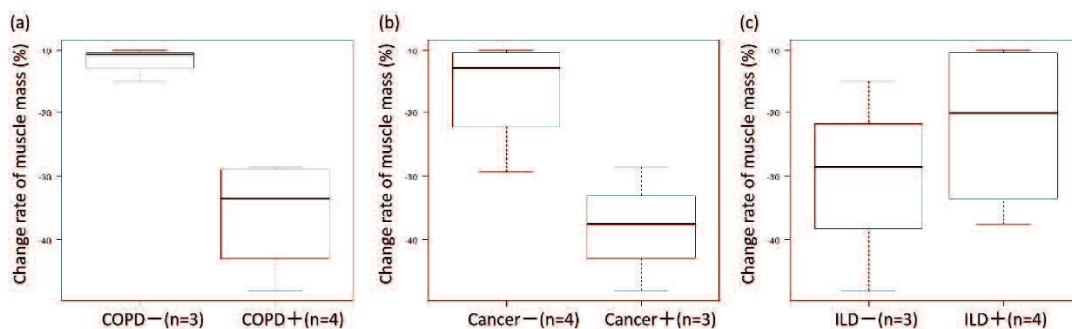 (a)
Change rate of muscle mass (%)
-10
-20
-30
-40
COPD－(n=3)
COPD＋(n=4)
(b)
Change rate of muscle mass (%)
-10
-20
-30
-40
Cancer－(n=4)
Cancer＋(n=3)
(c)
Change rate of muscle mass (%)
-10
-20
-30
-40
ILD－(n=3)
ILD＋(n=4)